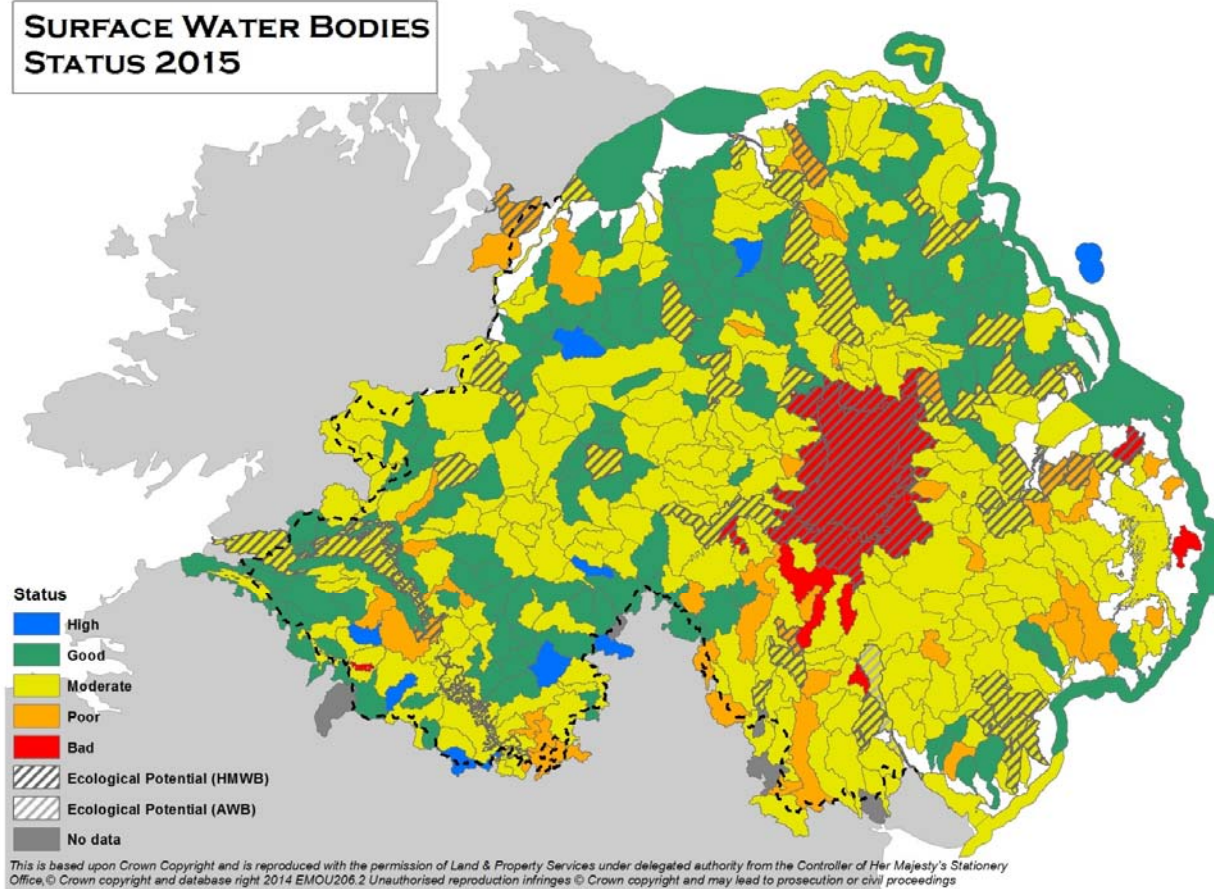 SURFACE WATER BODIES
STATUS 2015
Status
High
Good
Moderate
Poor
Bad
Ecological Potential (HMWB)
Ecological Potential (AWB)
No data
This is based upon Crown Copyright and is reproduced with the permission of Land & Property Services under delegated authority from the Controller of Her Majesty's Stationery
Office,© Crown copyright and database right 2014 EMOU206.2 Unauthorised reproduction infringes © Crown copyright and may lead to prosecution or civil proceedings